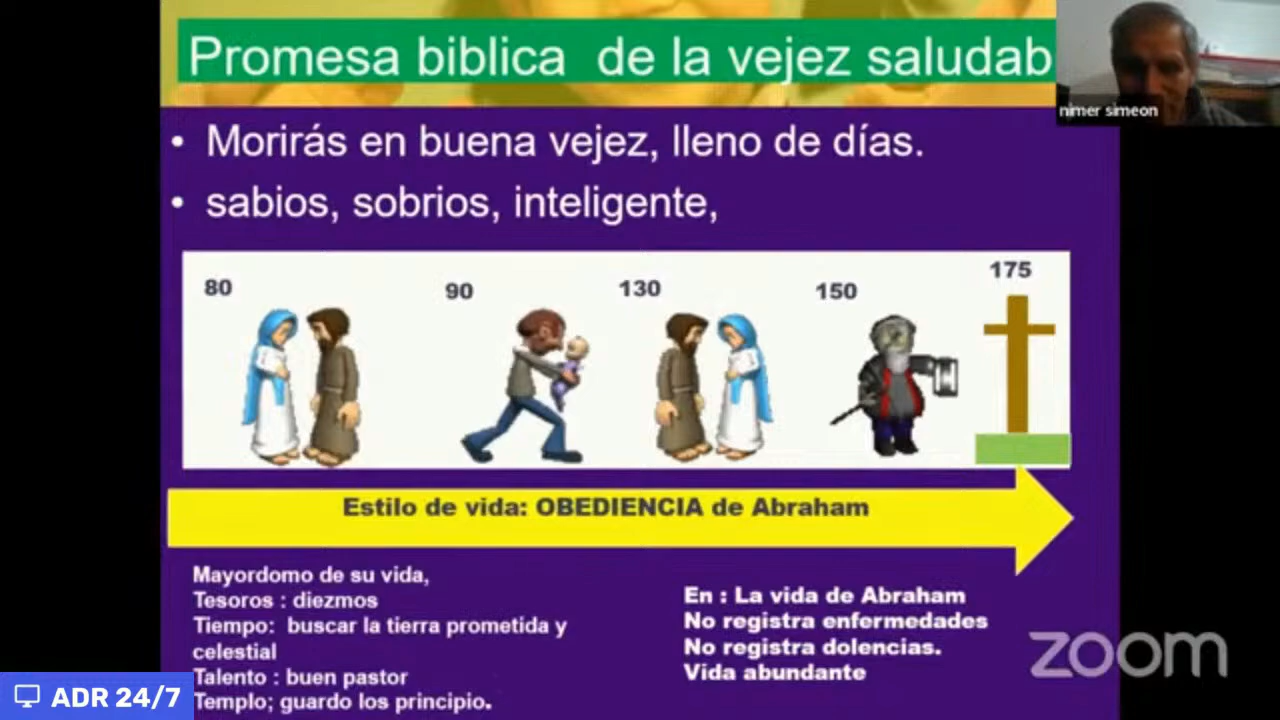 Promesa biblica de la vejez saludab
nimer simeon
• Morirás en buena vejez, lleno de días.
• sabios, sobrios, inteligente,
80
90
130
150
175
Estilo de vida: OBEDIENCIA de Abraham
Mayordomo de su vida,
Tesoros : diezmos
Tiempo: buscar la tierra prometida y
celestial
Talento : buen pastor
Templo; guardo los principio.
En : La vida de Abraham
No registra enfermedades
No registra dolencias.
Vida abundante
zoom
ADR 24/7